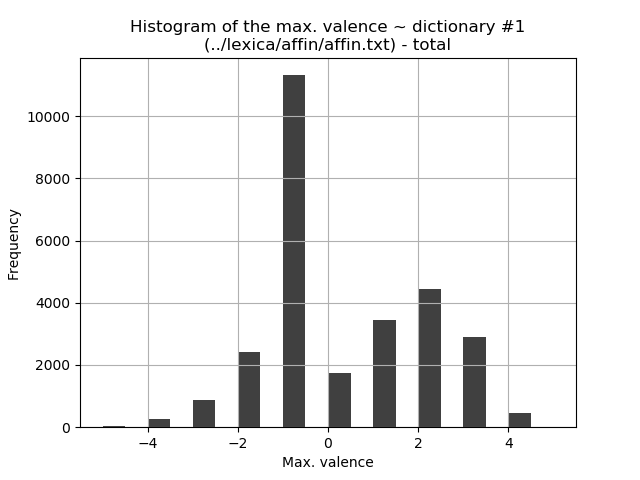 Histogram of the max. valence ~ dictionary #1
(../lexica/affin/affin.txt) - total
10000
8000
6000
4000
2000
0
Frequency
−4
−2
0
2
4
Max. valence